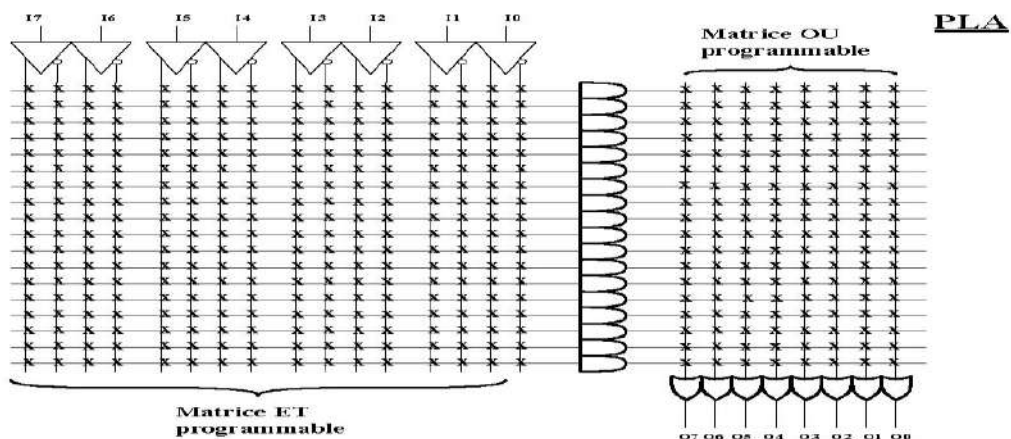 I7 I6 I5 I4 I3 I2 I1 I0
PLA
Matrice OU
programmable
Matrice ET
programmable
O7 O6 O5 O4 O3 O2 O1 O0